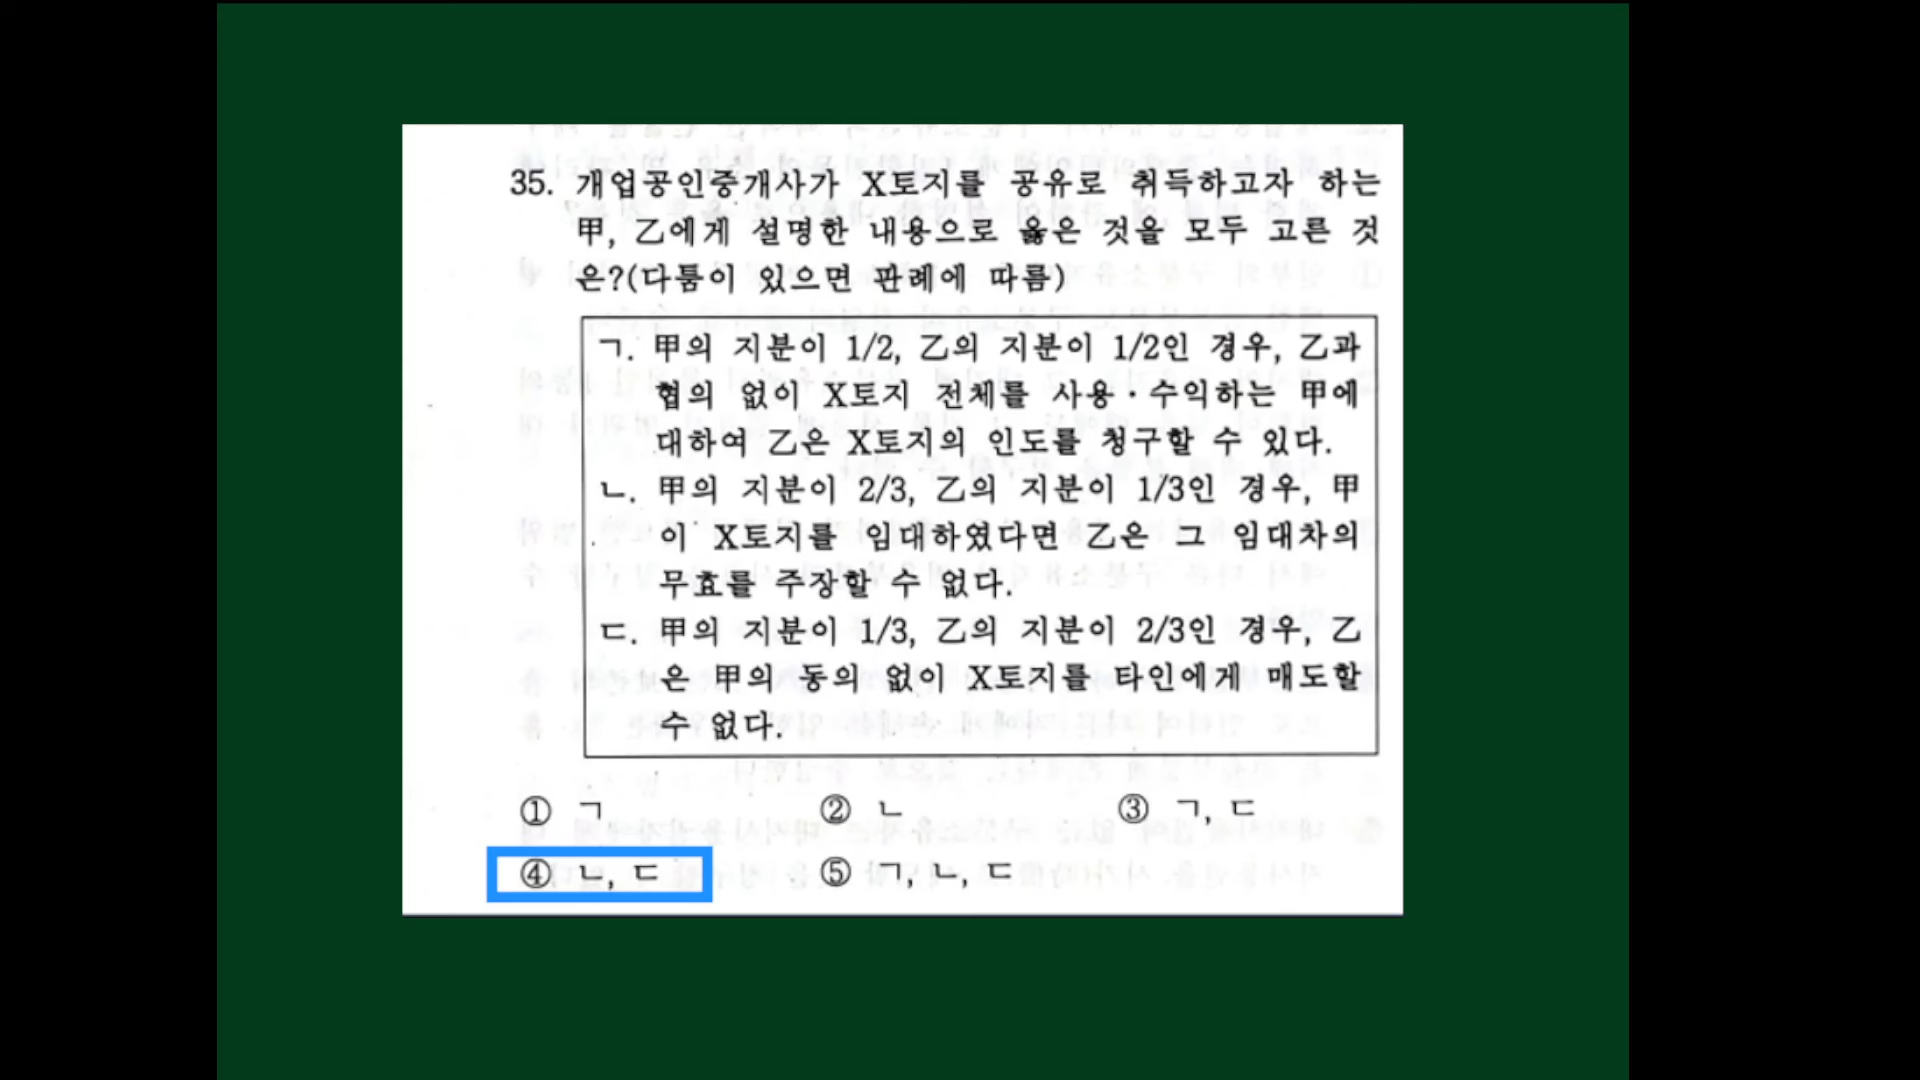 35. 개업공인중개사가 X토지를 공유로 취득하고자 하는
甲, 乙에게 설명한 내용으로 옳은 것을 모두 고른 것
은?(다툼이 있으면 판례에 따름)
ㄱ. 甲의 지분이 1/2, 乙의 지분이 1/2인 경우, 乙과
협의 없이 X토지 전체를 사용·수익하는 甲에
대하여 乙은 X토지의 인도를 청구할 수 있다.
ㄴ. 甲의 지분이 2/3, 乙의 지분이 1/3인 경우, 甲
이 X토지를 임대하였다면 乙은 그 임대차의
무효를 주장할 수 없다.
ㄷ. 甲의 지분이 1/3, 乙의 지분이 2/3인 경우, 乙
은 甲의 동의 없이 X토지를 타인에게 매도할
수 없다.
① ㄱ ② ㄴ ③ ㄱ, ㄷ
④ ㄴ, ㄷ ⑤ ㄱ, ㄴ, ㄷ